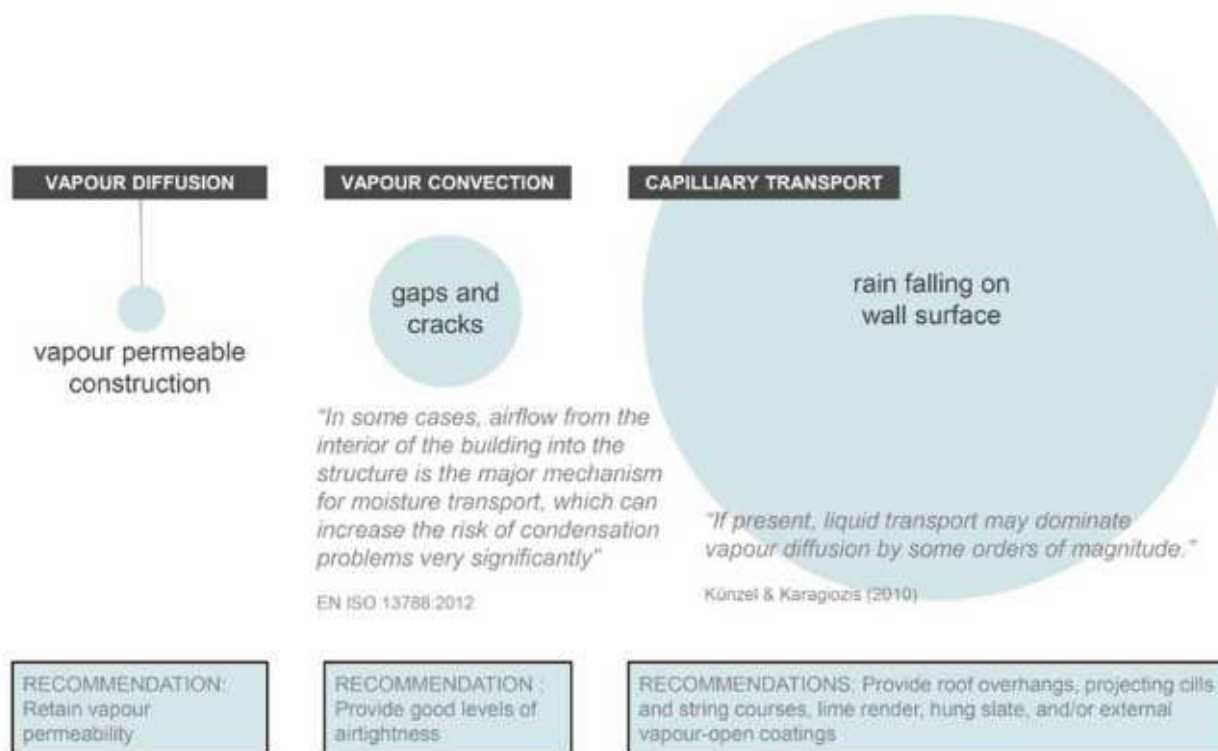 VAPOUR DIFFUSION
vapour permeable
construction
VAPOUR CONVECTION
gaps and
cracks
“In some cases, airflow from the
interior of the building into the
structure is the major mechanism
for moisture transport, which can
increase the risk of condensation
problems very significantly”
EN ISO 13788:2012
CAPILLIARY TRANSPORT
rain falling on
wall surface
“If present, liquid transport may dominate
vapour diffusion by some orders of magnitude.”
Künzel & Karagiozis (2010)
RECOMMENDATION:
Retain vapour
permeability
RECOMMENDATION :
Provide good levels of
airtightness
RECOMMENDATIONS: Provide roof overhangs, projecting cills
and string courses, lime render, hung slate, and/or external
vapour-open coatings